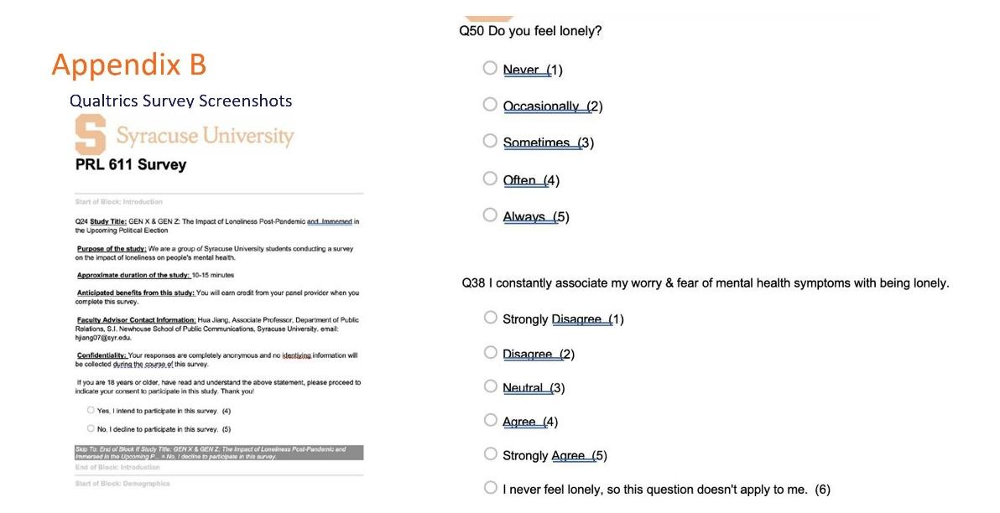 Appendix B
Qualtrics Survey Screenshots
S Syracuse University
PRL 611 Survey
Start of Block: Introduction
Q24 Study Title: GEN X & GEN Z: The Impact of Loneliness Post-Pandemic and Immersed in
the Upcoming Political Election
Purpose of the study: We are a group of Syracuse University students conducting a survey
on the impact of loneliness on people's mental health.
Approximate duration of the study: 10-15 minutes
Anticipated benefits from this study: You will earn credit from your panel provider when you
complete this survey.
Faculty Advisor Contact Information: Hua Jiang, Associate Professor, Department of Public
Relations, S.I. Newhouse School of Public Communications, Syracuse University, email:
hjiang07@syr.edu.
Confidentiality: Your responses are completely anonymous and no identiying information will
be collected during the course of this survey.
If you are 18 years or older, have read and understand the above statement, please proceed to
indicate your consent to participate in this study. Thank you!
Yes, I intend to participate in this survey. (4)
No, I decline to participate in this survey. (5)
Skip To: End of Block If Study Title: GEN X & GEN Z: The Impact of Loneliness Post-Pandemic and
Immersed in the Upcoming P... = No, I decline to participate in this survey.
End of Block: Introduction
Start of Block: Demographics
Q50 Do you feel lonely?
Never (1)
Occasionally (2)
Sometimes (3)
Often (4)
Always (5)
Q38 I constantly associate my worry & fear of mental health symptoms with being lonely.
Strongly Disagree (1)
Disagree (2)
Neutral (3)
Agree (4)
Strongly Agree (5)
I never feel lonely, so this question doesn't apply to me. (6)